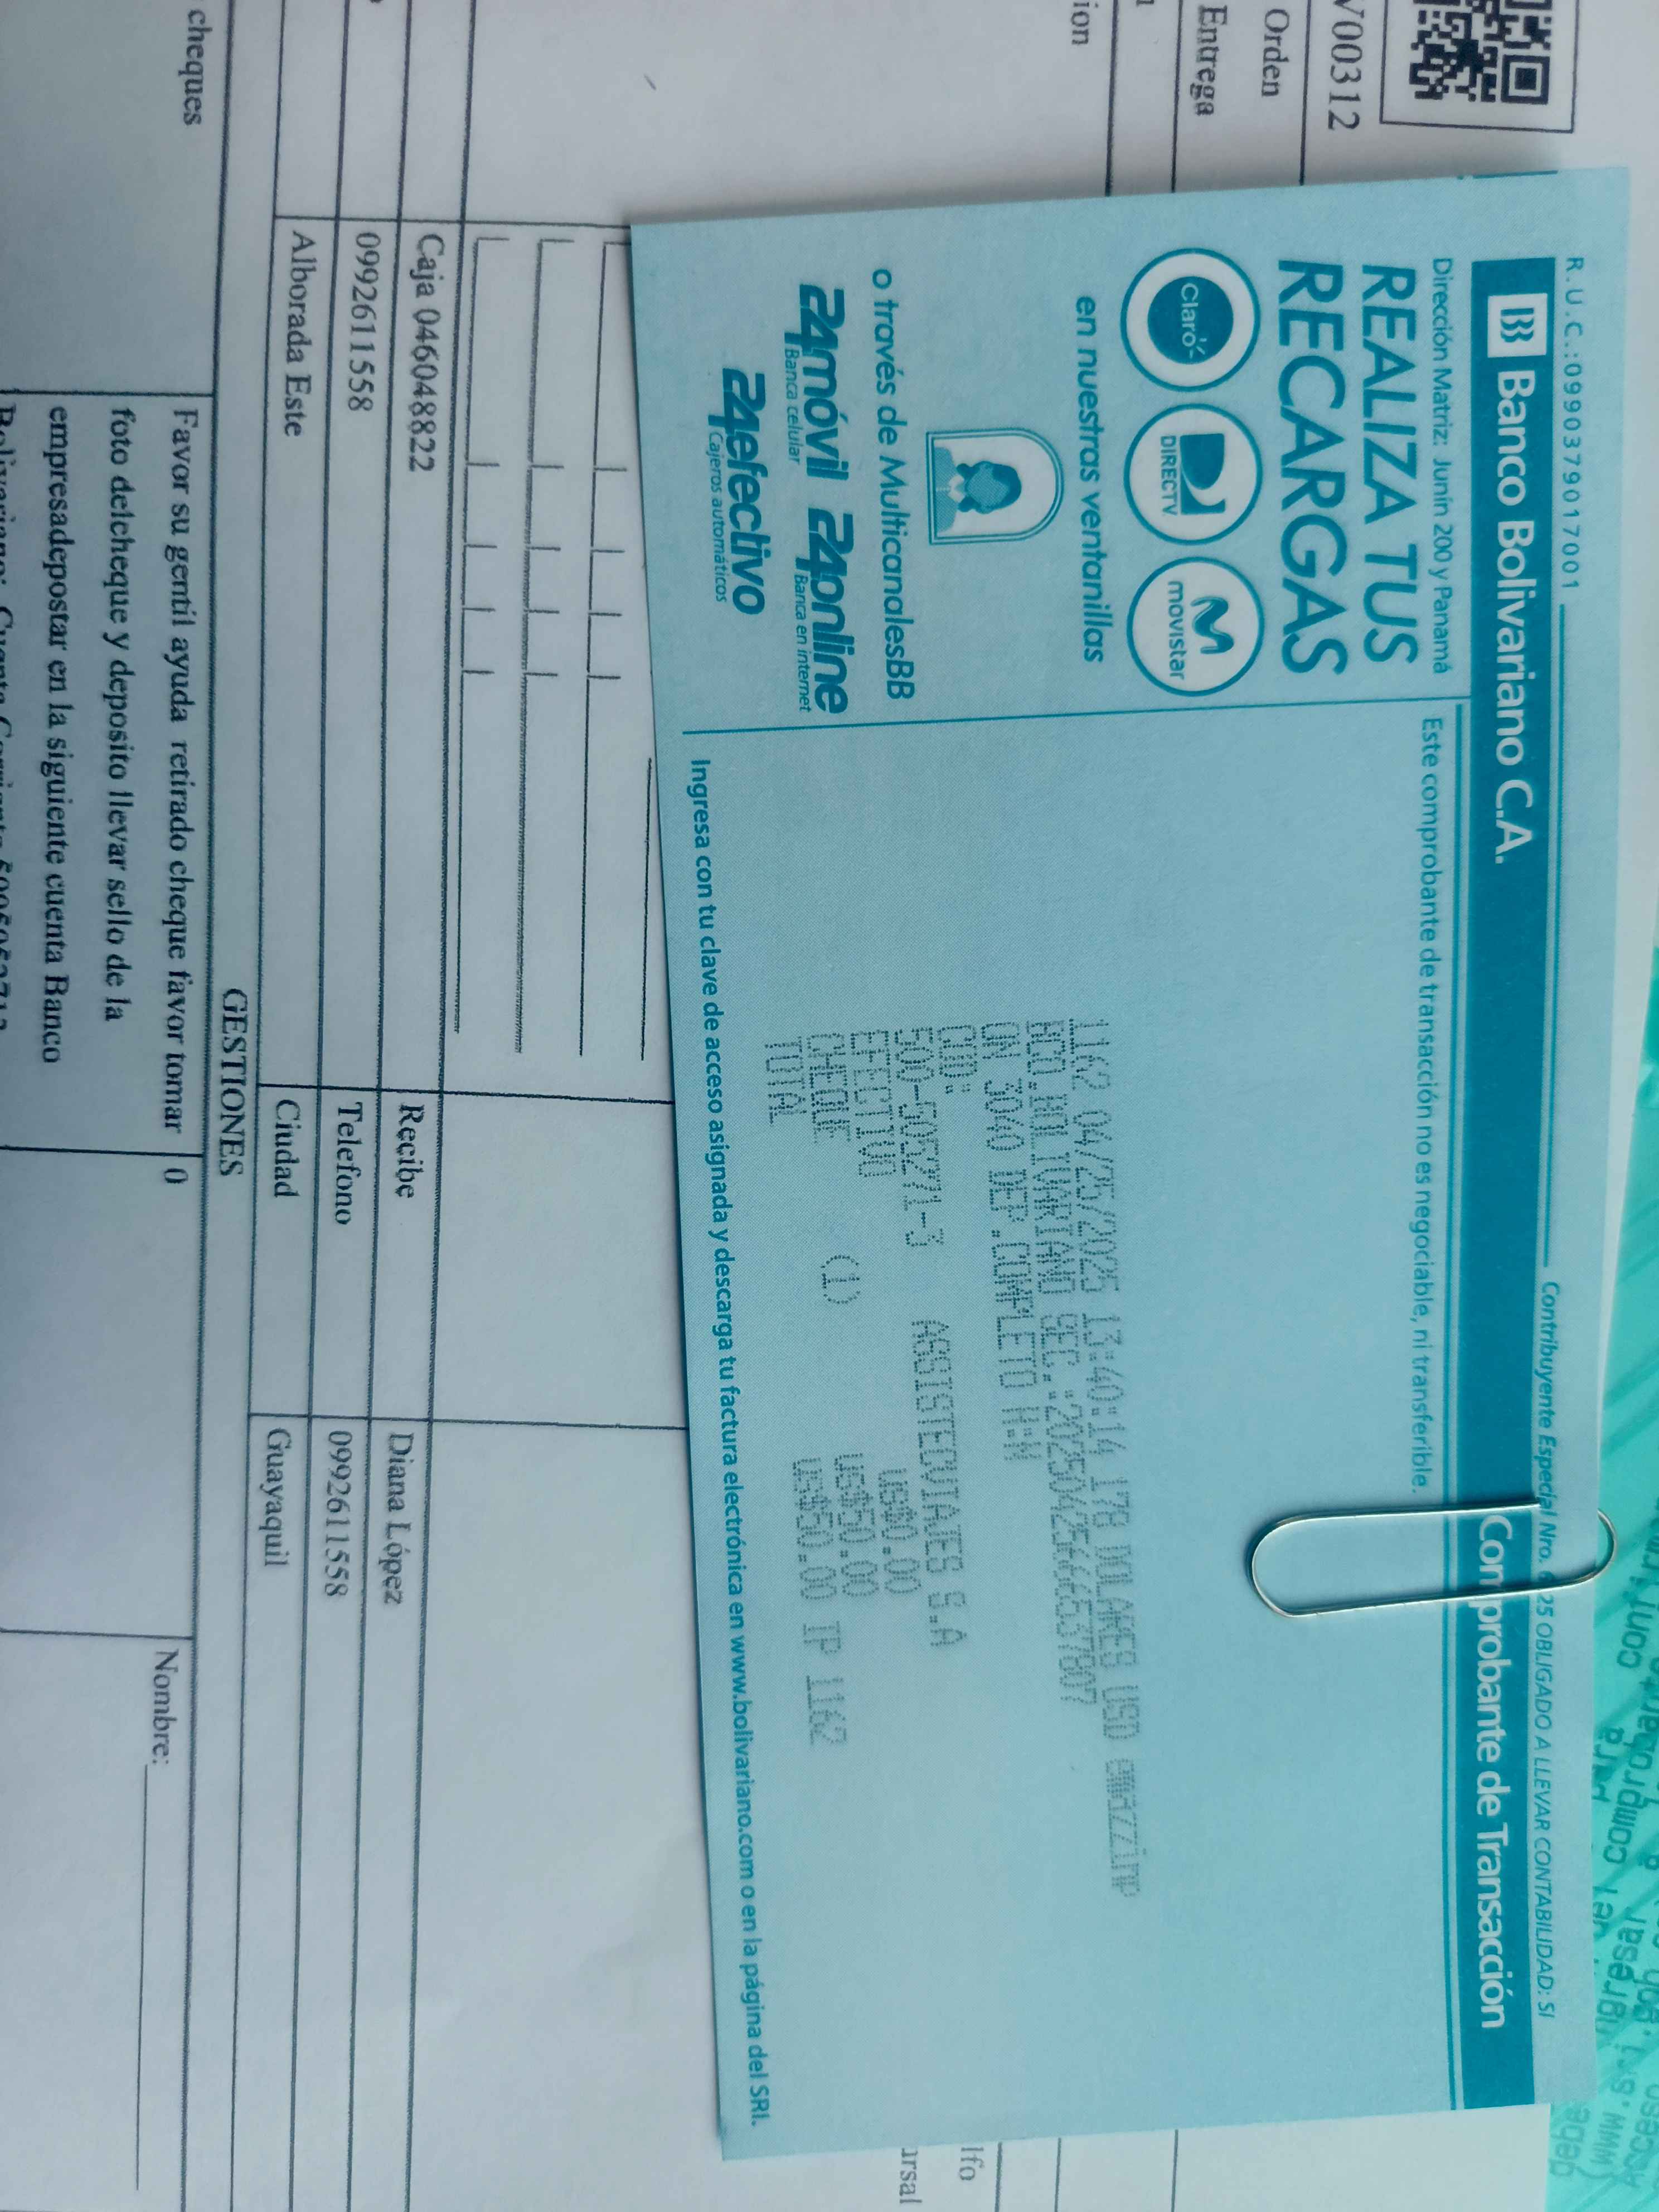 R.U.C.:0990379017001
Contribuyente Especial Nro. OBLIGADO A LLEVAR CONTABILIDAD: SI
Banco Bolivariano C.A.
Comprobante de Transacción
Dirección Matriz: Junín 200 y Panamá
Este comprobante de transacción no es negociable, ni transferible.
REALIZA TUS
RECARGAS
Claro
DIRECTV
movistar
en nuestras ventanillas
o través de MulticanalesBB
24móvil 24online
Banca celular Banca en internet
24efectivo
Cajeros automáticos
1162 04/25/2025 13:40:14 178 DOLARES USD
BCO.BOLIVARIANO SEC.:
ON 3040 DEP.COMPLETO H:N
COD:
500-505271-3 ASSISTECVIAJES S.A
EFECTIVO US$0.00
CHEQUE (1) US$50.00
TOTAL US$50.00 TP 1162
Ingresa con tu clave de acceso asignada y descarga tu factura electrónica en www.bolivariano.com o en la página del SRI.
V00312
Orden
Entrega
ion
lfo
ursal
Caja 046048822
Recibe
Diana López
0992611558
Telefono
0992611558
Alborada Este
Ciudad
Guayaquil
GESTIONES
cheques
Favor su gentil ayuda retirado cheque favor tomar
foto delcheque y deposito llevar sello de la
empresadepostar en la siguiente cuenta Banco
0
Nombre: